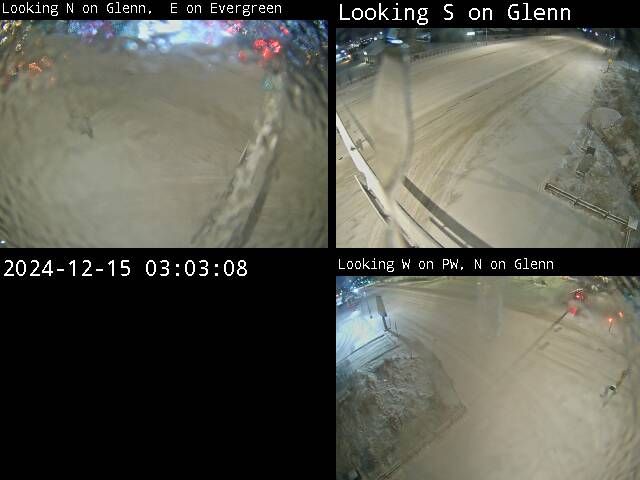 Looking N on Glenn,  E on Evergreen
Looking S on Glenn
2024-12-15 03:03:08
Looking W on PW, N on Glenn